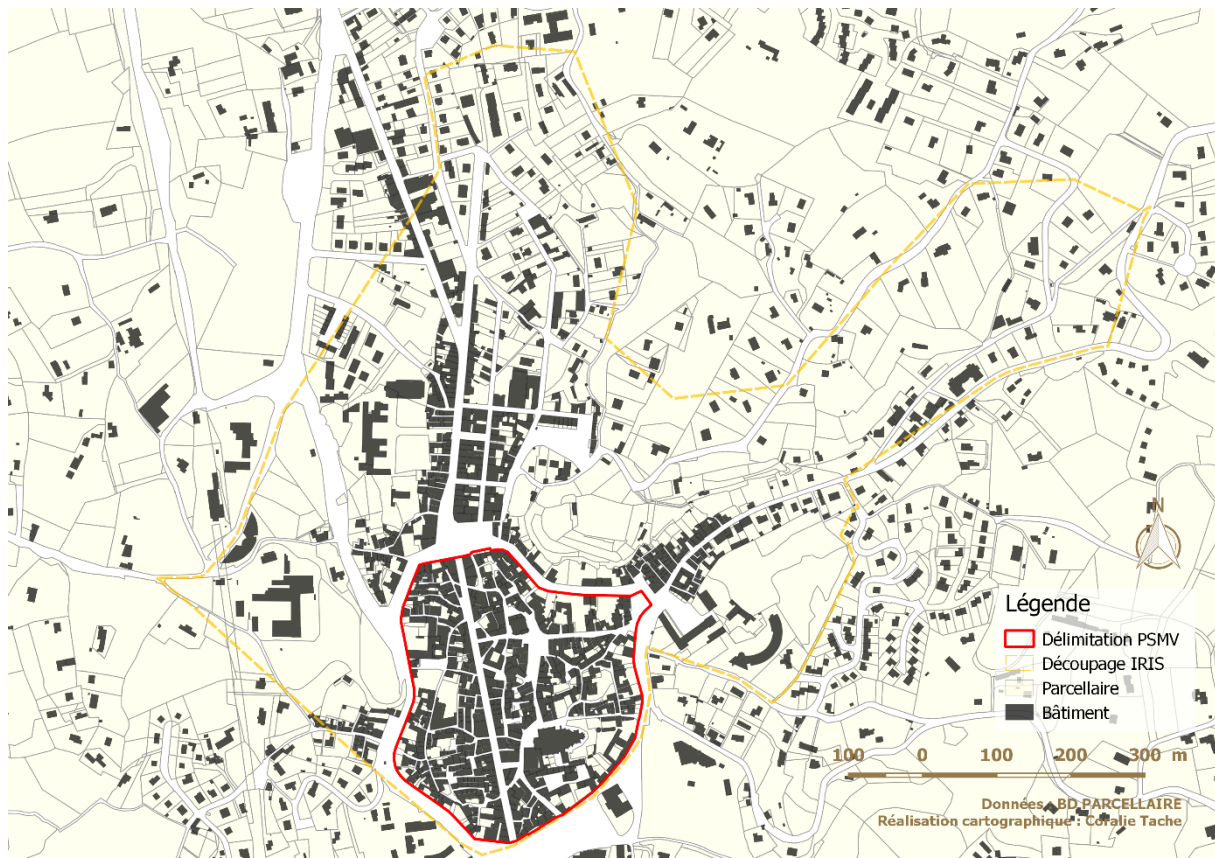 N
Légende
Délimitation PSMV
Découpage IRIS
Parcellaire
Bâtiment
100 0 100 200 300 m
Données : BD PARCELLAIRE
Réalisation cartographique : Coralie Tache